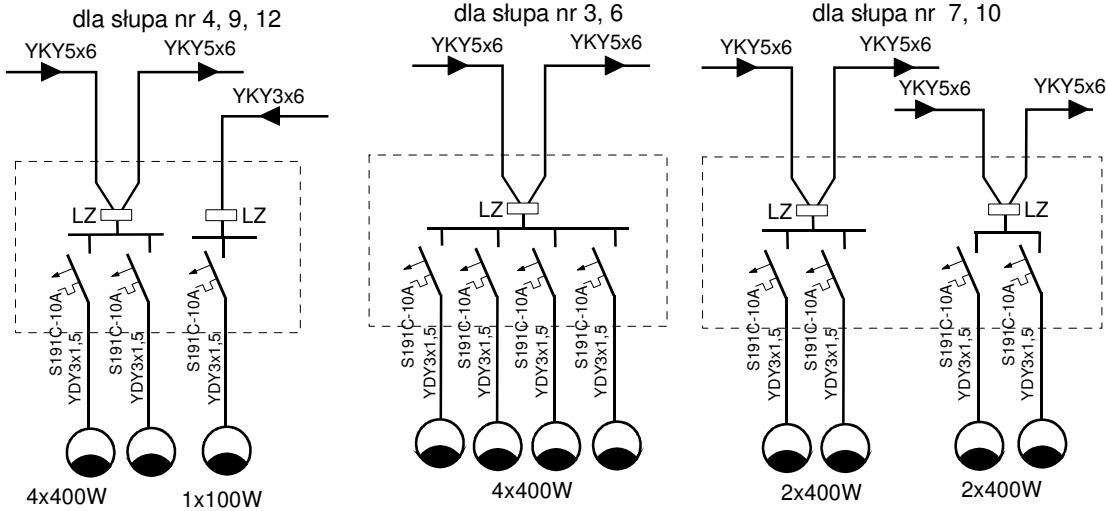 dla słupa nr 4, 9, 12
YKY5x6
YKY5x6
YKY3x6
LZ
LZ
S191C-10A
YDY3x1,5
S191C-10A
YDY3x1,5
S191C-10A
YDY3x1,5
4x400W
1x100W
dla słupa nr 3, 6
YKY5x6
YKY5x6
LZ
S191C-10A
YDY3x1,5
S191C-10A
YDY3x1,5
S191C-10A
YDY3x1,5
S191C-10A
YDY3x1,5
4x400W
dla słupa nr 7, 10
YKY5x6
YKY5x6
YKY5x6
YKY5x6
LZ
LZ
S191C-10A
YDY3x1,5
S191C-10A
YDY3x1,5
S191C-10A
YDY3x1,5
S191C-10A
YDY3x1,5
2x400W
2x400W